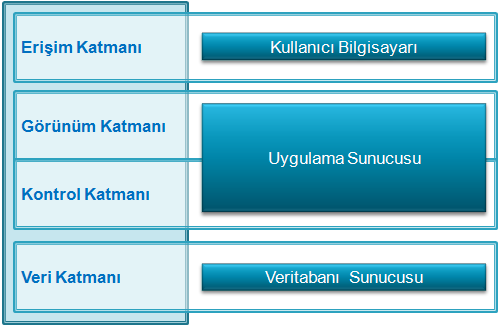 Erişim Katmanı
Kullanıcı Bilgisayarı
Görünüm Katmanı
Uygulama Sunucusu
Kontrol Katmanı
Veri Katmanı
Veritabanı Sunucusu